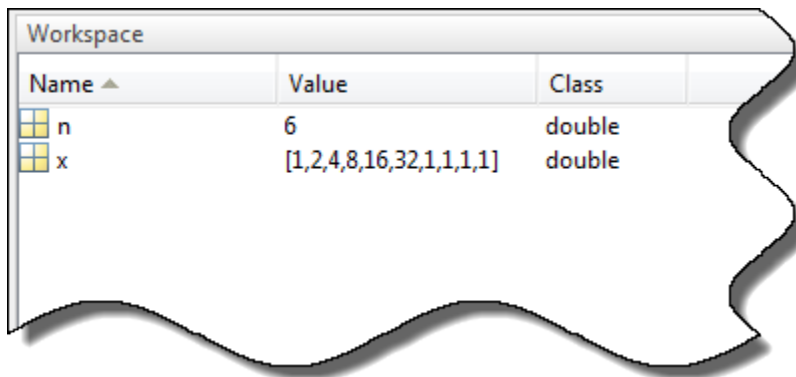 Workspace
Name Value Class
n 6 double
x [1,2,4,8,16,32,1,1,1,1] double